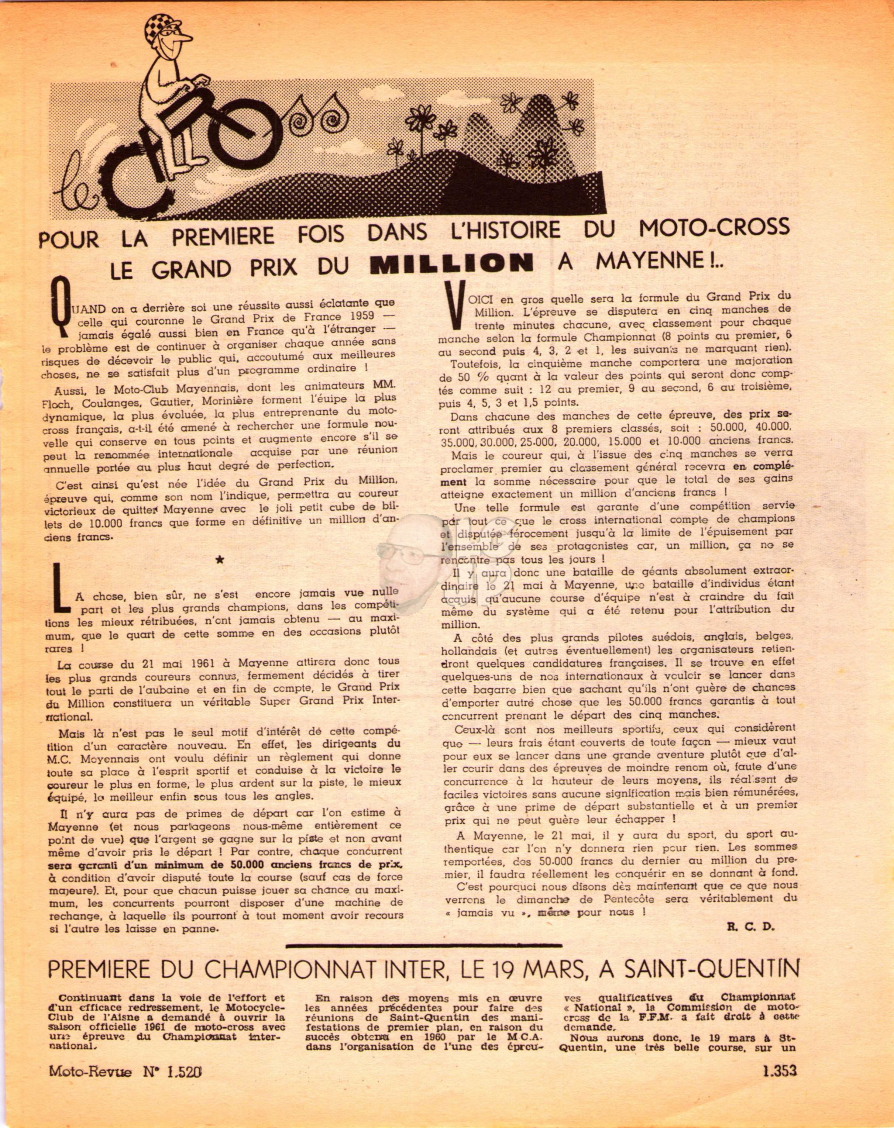 le CROSS
POUR LA PREMIERE FOIS DANS L'HISTOIRE DU MOTO-CROSS
LE GRAND PRIX DU MILLION A MAYENNE !..
QUAND on a derrière soi une réussite aussi éclatante que
celle qui couronne le Grand Prix de France 1959 —
jamais égalé aussi bien en France qu'à l'étranger —
le problème est de continuer à organiser chaque année sans
risques de décevoir le public qui, accoutumé aux meilleures
choses, ne se satisfait plus d'un programme ordinaire !
Aussi, le Moto-Club Mayennais, dont les animateurs MM.
Floch, Coulanges, Gautier, Morinière forment l'éuipe la plus
dynamique, la plus évoluée, la plus entreprenante du moto-
cross français, a-t-il été amené à rechercher une formule nou-
velle qui conserve en tous points et augmente encore s'il se
peut la renommée internationale acquise par une réunion
annuelle portée au plus haut degré de perfection.
C'est ainsi qu'est née l'idée du Grand Prix du Million,
épreuve qui, comme son nom l'indique, permettra au coureur
victorieux de quitter Mayenne avec le joli petit cube de bil-
lets de 10.000 francs que forme en définitive un million d'an-
ciens francs.
★
LA chose, bien sûr, ne s'est encore jamais vue nulle
part et les plus grands champions, dans les compéti-
tions les mieux rétribuées, n'ont jamais obtenu — au maxi-
mum, que le quart de cette somme en des occasions plutôt
rares !
La course du 21 mai 1961 à Mayenne attirera donc tous
les plus grands coureurs connus, fermement décidés à tirer
tout le parti de l'aubaine et en fin de compte, le Grand Prix
du Million constituera un véritable Super Grand Prix Inter-
national.
Mais là n'est pas le seul motif d'intérêt dé cette compé-
tition d'un caractère nouveau. En effet, les dirigeants du
M.C. Mayennais ont voulu définir un règlement qui donne
toute sa place à l'esprit sportif et conduise à la victoire le
coureur le plus en forme, le plus ardent sur la piste, le mieux
équipé, le meilleur enfin sous tous les angles.
Il n'y aura pas de primes de départ car l'on estime à
Mayenne (et nous partageons nous-même entièrement ce
point de vue) que l'argent se gagne sur la piste et non avant
même d'avoir pris le départ ! Par contre, chaque concurrent
sera garanti d'un minimum de 50.000 anciens francs de prix,
à condition d'avoir disputé toute la course (sauf cas de force
majeure). Et, pour que chacun puisse jouer sa chance au maxi-
mum, les concurrents pourront disposer d'une machine de
rechange, à laquelle ils pourront à tout moment avoir recours
si l'autre les laisse en panne.
VOICI en gros quelle sera la formule du Grand Prix du
Million. L'épreuve se disputera en cinq manches de
trente minutes chacune, avec classement pour chaque
manche selon la formule Championnat (8 points au premier, 6
au second puis 4, 3, 2 et 1, les suivants ne marquant rien).
Toutefois, la cinquième manche comportera une majoration
de 50 % quant à la valeur des points qui seront donc comp-
tés comme suit : 12 au premier, 9 au second, 6 au troisième,
puis 4,5, 3 et 1,5 points.
Dans chacune des manches de cette épreuve, des prix se-
ront attribués aux 8 premiers classés, soit : 50.000, 40.000,
35.000, 30.000, 25.000, 20.000, 15.000 et 10.000 anciens francs.
Mais le coureur qui, à l'issue des cinq manches se verra
proclamer premier au classement général recevra en complé-
ment la somme nécessaire pour que le total de ses gains
atteigne exactement un million d'anciens francs !
Une telle formule est garante d'une compétition servie
par tout ce que le cross international compte de champions
et disputée férocement jusqu'à la limite de l'épuisement par
l'ensemble de ses protagonistes car, un million, ça ne se
rencontre pas tous les jours !
Il y aura donc une bataille de géants absolument extraor-
dinaire le 21 mai à Mayenne, une bataille d'individus étant
acquis qu'aucune course d'équipe n'est à craindre du fait
même du système qui a été retenu pour l'attribution du
million.
A côté des plus grands pilotes suédois, anglais, belges,
hollandais (et autres éventuellement) les organisateurs retien-
dront quelques candidatures françaises. Il se trouve en effet
quelques-uns de nos internationaux à vouloir se lancer dans
cette bagarre bien que sachant qu'ils n'ont guère de chances
d'emporter autre chose que les 50.000 francs garantis à tout
concurrent prenant le départ des cinq manches.
Ceux-là sont nos meilleurs sportifs, ceux qui considèrent
que — leurs frais étant couverts de toute façon — mieux vaut
pour eux se lancer dans une grande aventure plutôt que d'al-
ler courir dans des épreuves de moindre renom où, faute d'une
concurrence à la hauteur de leurs moyens, ils réalisent de
faciles victoires sans aucune signification mais bien rémunérées,
grâce à une prime de départ substantielle et à un premier
prix qui ne peut guère leur échapper !
A Mayenne, le 21 mai, il y aura du sport, du sport au-
thentique car l'on n'y donnera rien pour rien. Les sommes
remportées, des 50.000 francs du dernier au million du pre-
mier, il faudra réellement les conquérir en se donnant à fond.
C'est pourquoi nous disons dès maintenant que ce que nous
verrons le dimanche de Pentecôte sera véritablement du
« jamais vu », même pour nous !
R. C. D.
PREMIERE DU CHAMPIONNAT INTER, LE 19 MARS, A SAINT-QUENTIN
Continuant dans la voie de l'effort et
d'un efficace redressement, le Motocycle-
Club de l'Aisne a demandé à ouvrir la
saison officielle 1961 de moto-cross avec
une épreuve du Championnat inter-
national.
En raison des moyens mis en œuvre
les années précédentes pour faire des
réunions de Saint-Quentin des mani-
festations de premier plan, en raison du
succès obtenu en 1960 par le M.C.A.
dans l'organisation de l'une des épreu-
ves qualificatives du Championnat
« National », la Commission de moto-
cross de la F.F.M. a fait droit à cette
demande.
Nous aurons donc, le 19 mars à St-
Quentin, une très belle course, sur un
Moto-Revue N° 1.520
1.353